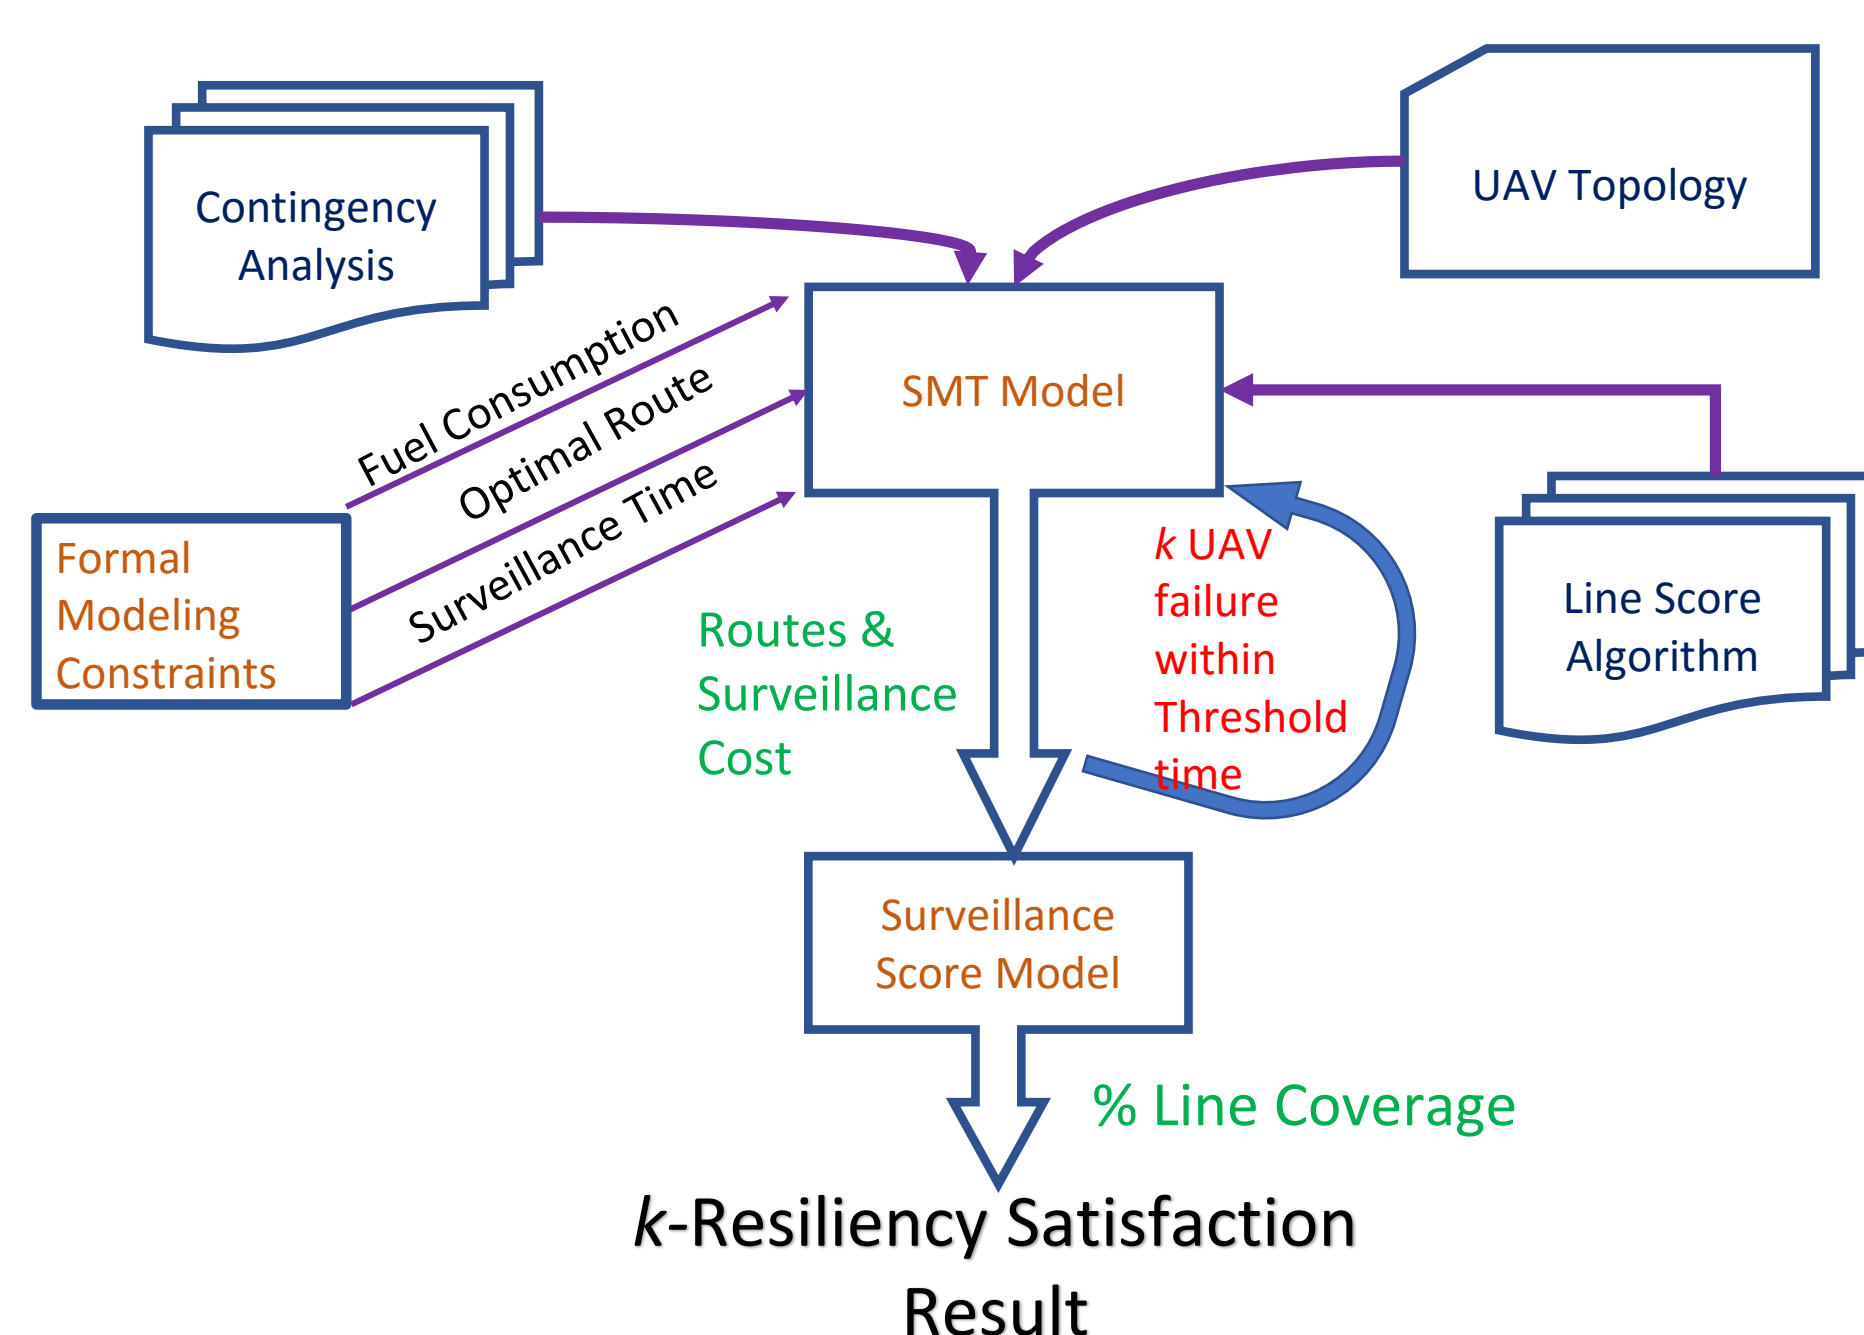 Contingency
Analysis
UAV Topology
Fuel Consumption
Optimal Route
Surveillance Time
SMT Model
Formal
Modeling
Constraints
Routes &
Surveillance
Cost
k UAV
failure
within
Threshold
time
Line Score
Algorithm
Surveillance
Score Model
% Line Coverage
k-Resiliency Satisfaction
Result